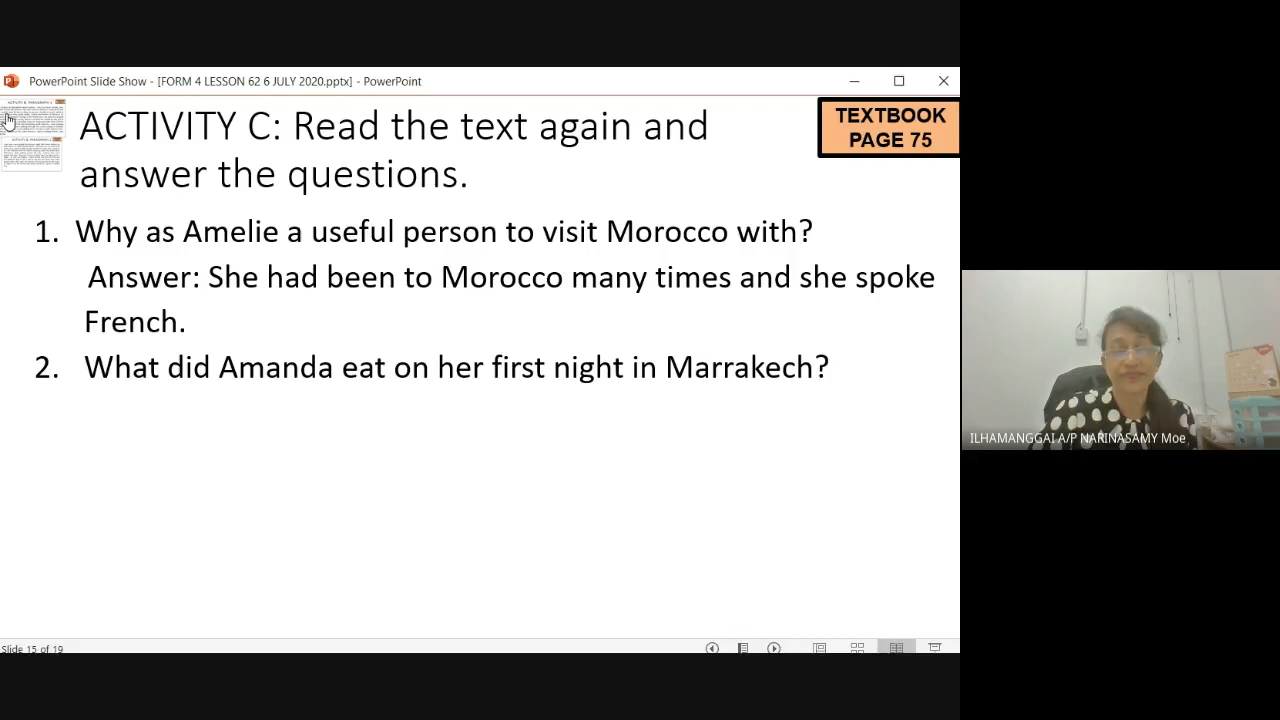 PowerPoint Slide Show - [FORM 4 LESSON 62 6 JULY 2020.pptx] - PowerPoint
ACTIVITY C: Read the text again and
answer the questions.
TEXTBOOK
PAGE 75
1. Why as Amelie a useful person to visit Morocco with?
Answer: She had been to Morocco many times and she spoke
French.
2. What did Amanda eat on her first night in Marrakech?
ILHAMANGGAI A/P NARINASAMY Moe
Slide 15 of 19